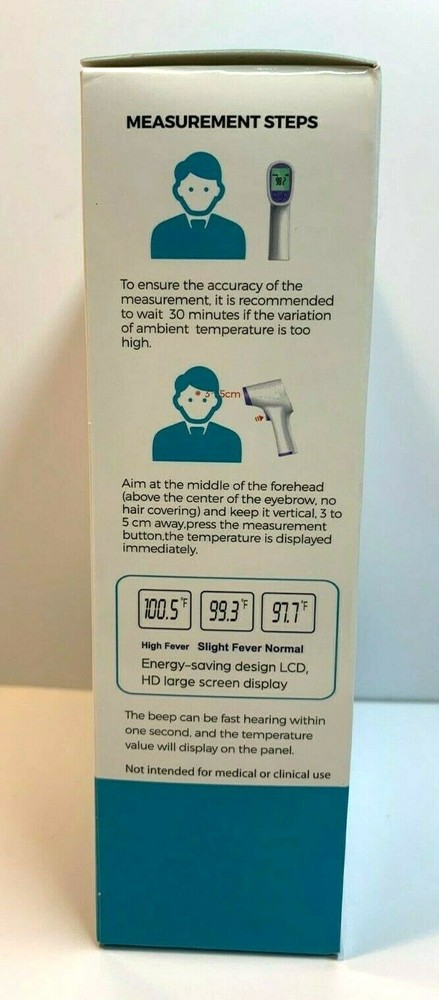 MEASUREMENT STEPS
98.2
To ensure the accuracy of the
measurement, it is recommended
to wait 30 minutes if the variation
of ambient temperature is too
high.
5cm
Aim at the middle of the forehead
(above the center of the eyebrow, no
hair covering) and keep it vertical, 3 to
5 cm away,press the measurement
button,the temperature is displayed
immediately.
100.5°F 99.3°F 97.7°F
High Fever Slight Fever Normal
Energy-saving design LCD,
HD large screen display
The beep can be fast hearing within
one second, and the temperature
value will display on the panel.
Not intended for medical or clinical use